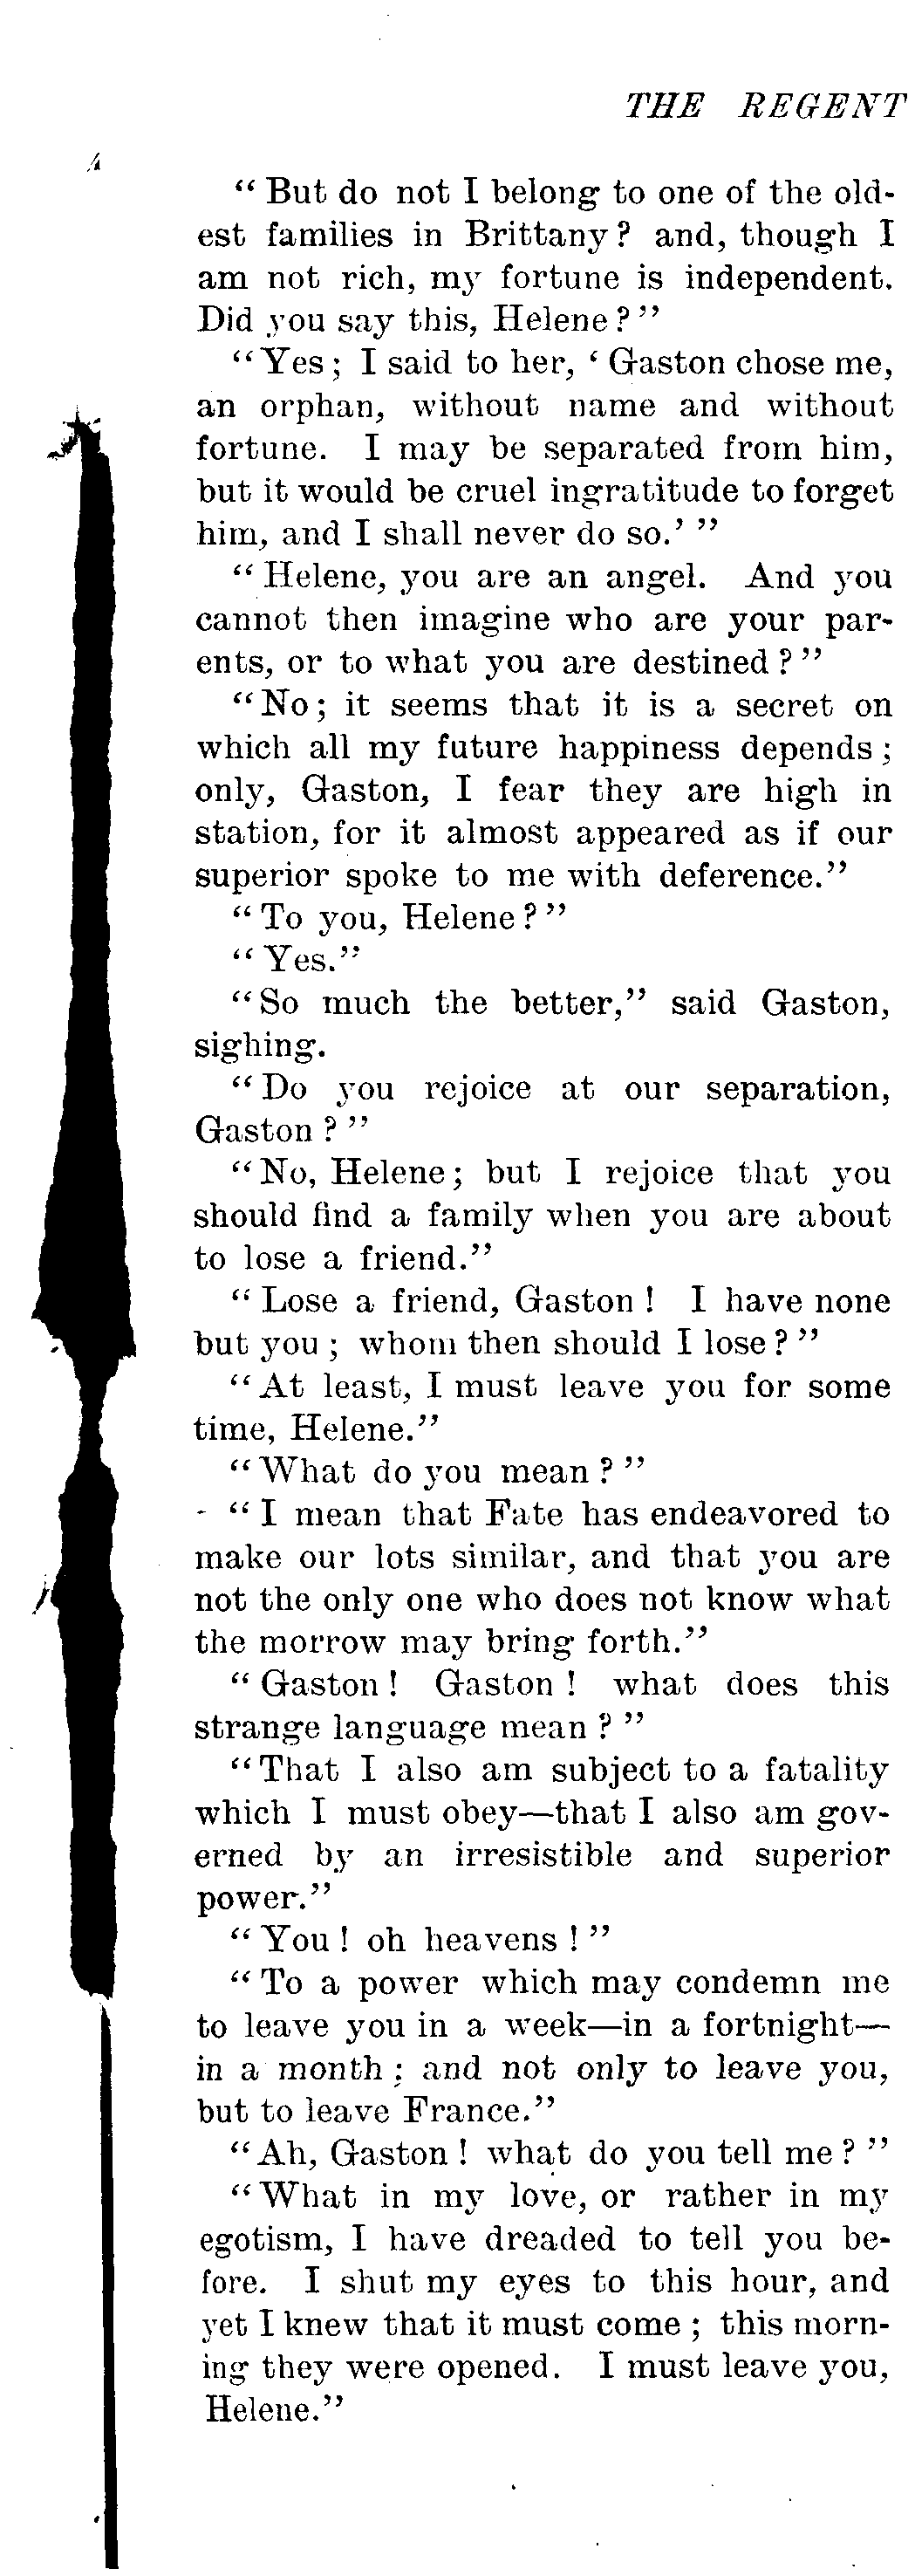 THE REGENT
“ But do not I belong to one of the old-
est families in Brittany ? and, though I
am not rich, my fortune is independent.
Did you say this, Helene ? ”
“ Yes ; I said to her, ‘ Gaston chose me,
an orphan, without name and without
fortune. I may be separated from him,
but it would be cruel ingratitude to forget
him, and I shall never do so.’ ”
“ Helene, you are an angel. And you
cannot then imagine who are your par-
ents, or to what you are destined ? ”
“ No ; it seems that it is a secret on
which all my future happiness depends ;
only, Gaston, I fear they are high in
station, for it almost appeared as if our
superior spoke to me with deference.”
“ To you, Helene ? ”
“ Yes.”
“ So much the better,” said Gaston,
sighing.
“ Do you rejoice at our separation,
Gaston ? ”
“ No, Helene ; but I rejoice that you
should find a family when you are about
to lose a friend.”
“ Lose a friend, Gaston ! I have none
but you ; whom then should I lose ? ”
“ At least, I must leave you for some
time, Helene.”
“ What do you mean ? ”
“ I mean that Fate has endeavored to
make our lots similar, and that you are
not the only one who does not know what
the morrow may bring forth.”
“ Gaston ! Gaston ! what does this
strange language mean ? ”
“ That I also am subject to a fatality
which I must obey—that I also am gov-
erned by an irresistible and superior
power.”
“ You ! oh heavens ! ”
“ To a power which may condemn me
to leave you in a week—in a fortnight—
in a month ; and not only to leave you,
but to leave France.”
“ Ah, Gaston ! what do you tell me ? ”
“ What in my love, or rather in my
egotism, I have dreaded to tell you be-
fore. I shut my eyes to this hour, and
yet I knew that it must come ; this morn-
ing they were opened. I must leave you,
Helene.”